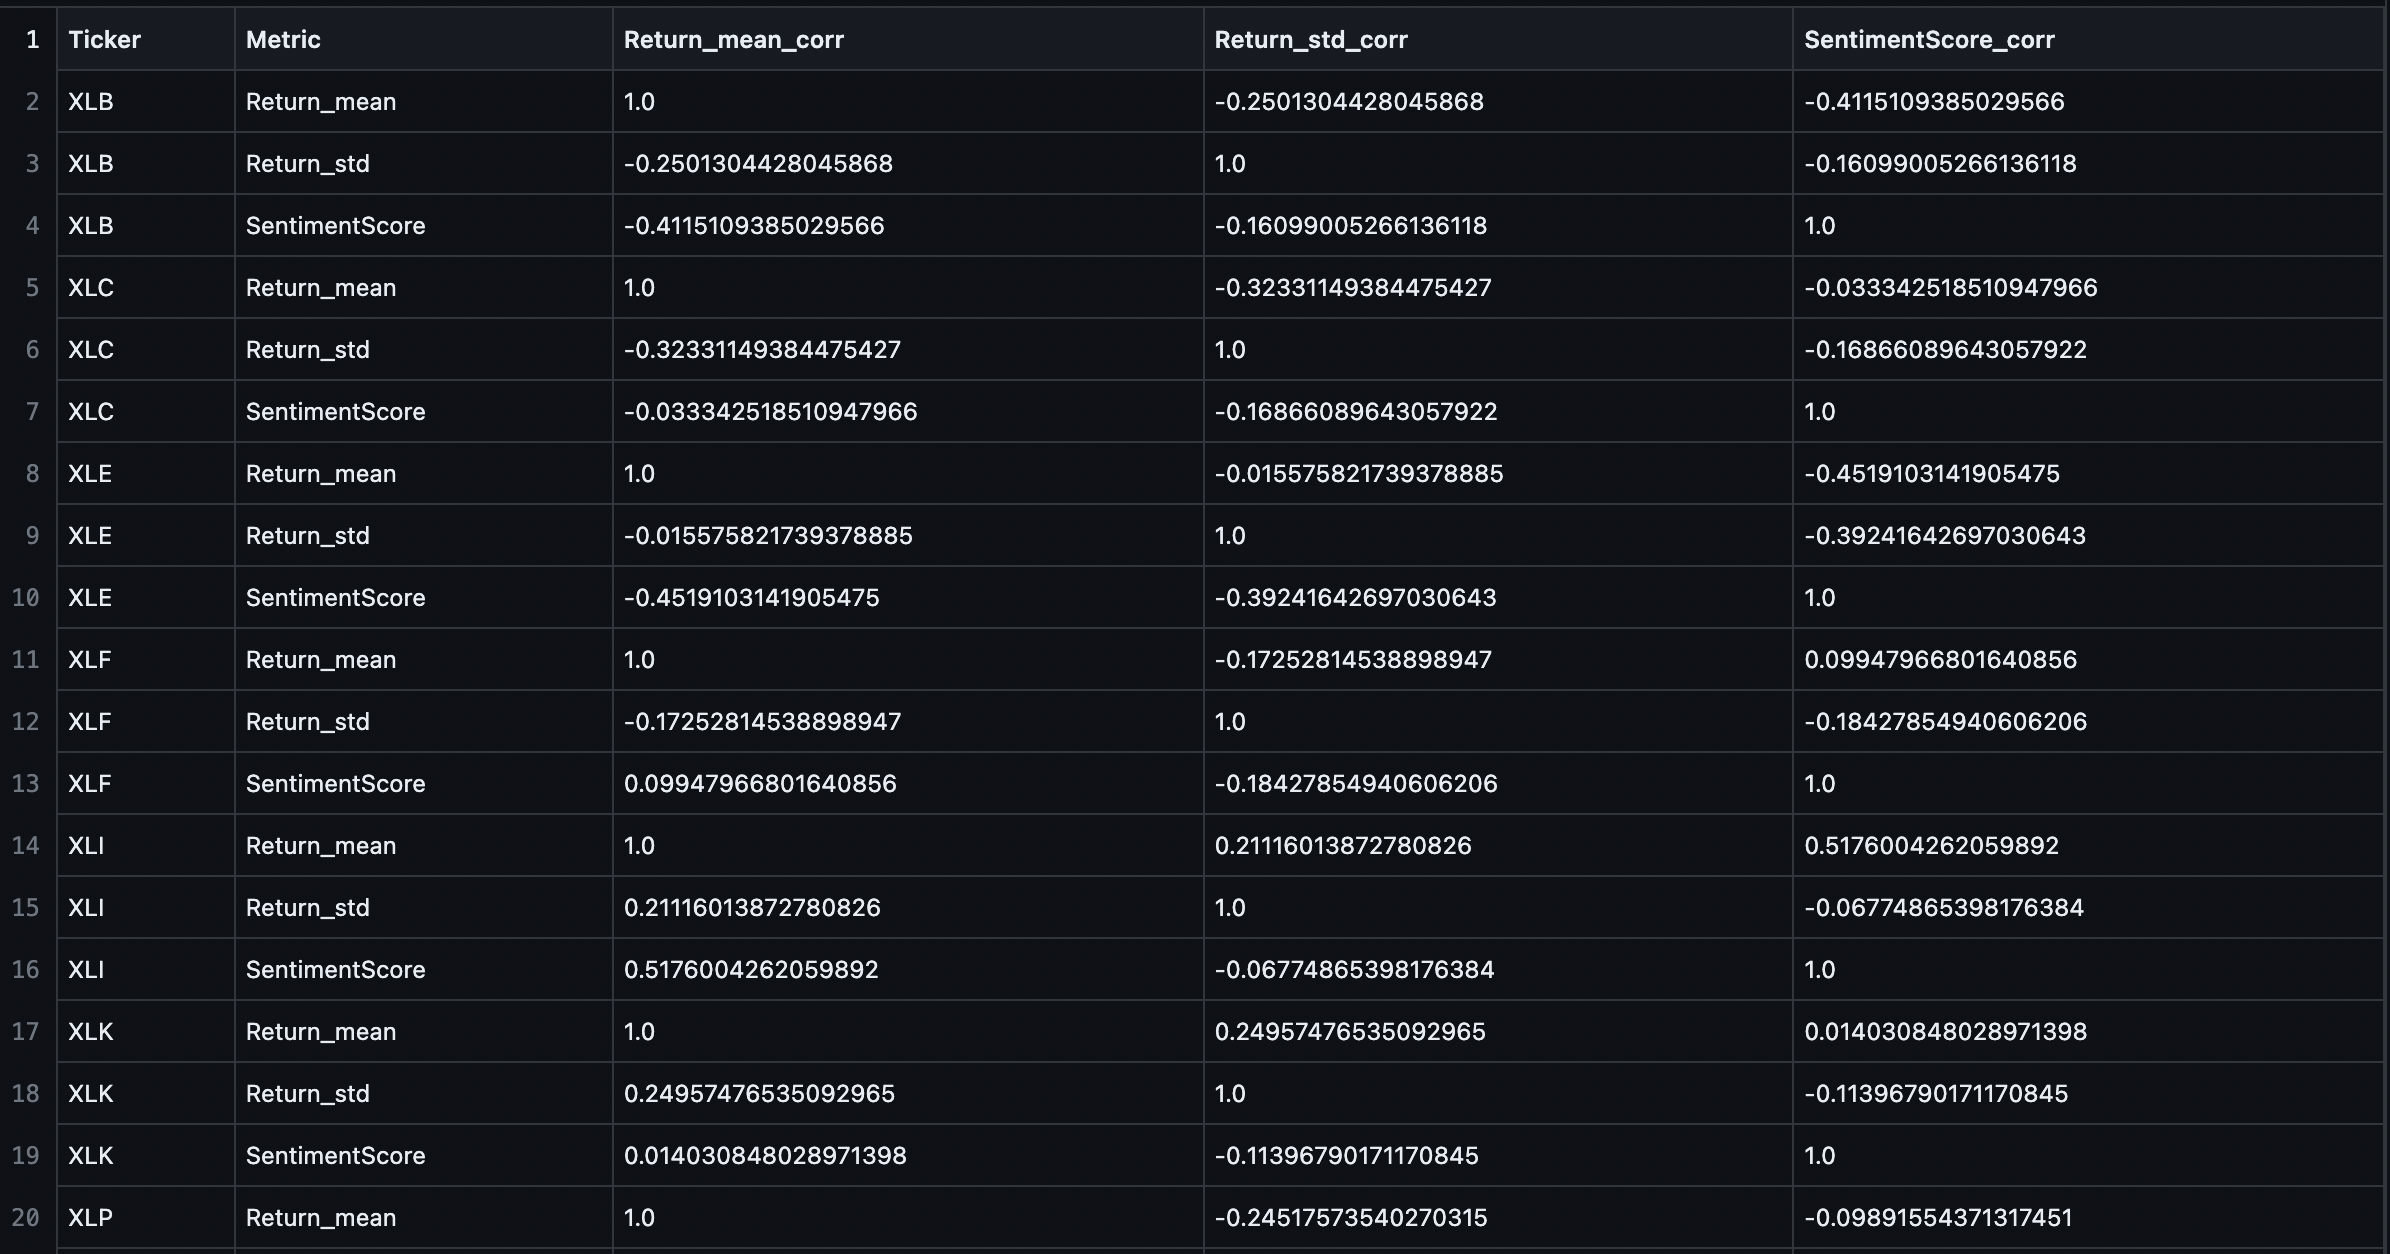 1 Ticker Metric Return_mean_corr Return_std_corr SentimentScore_corr
2 XLB Return_mean 1.0 -0.2501304428045868 -0.4115109385029566
3 XLB Return_std -0.2501304428045868 1.0 -0.16099005266136118
4 XLB SentimentScore -0.4115109385029566 -0.16099005266136118 1.0
5 XLC Return_mean 1.0 -0.32331149384475427 -0.033342518510947966
6 XLC Return_std -0.32331149384475427 1.0 -0.16866089643057922
7 XLC SentimentScore -0.033342518510947966 -0.16866089643057922 1.0
8 XLE Return_mean 1.0 -0.015575821739378885 -0.4519103141905475
9 XLE Return_std -0.015575821739378885 1.0 -0.39241642697030643
10 XLE SentimentScore -0.4519103141905475 -0.39241642697030643 1.0
11 XLF Return_mean 1.0 -0.17252814538898947 0.09947966801640856
12 XLF Return_std -0.17252814538898947 1.0 -0.18427854940606206
13 XLF SentimentScore 0.09947966801640856 -0.18427854940606206 1.0
14 XLI Return_mean 1.0 0.21116013872780826 0.5176004262059892
15 XLI Return_std 0.21116013872780826 1.0 -0.06774865398176384
16 XLI SentimentScore 0.5176004262059892 -0.06774865398176384 1.0
17 XLK Return_mean 1.0 0.24957476535092965 0.014030848028971398
18 XLK Return_std 0.24957476535092965 1.0 -0.11396790171170845
19 XLK SentimentScore 0.014030848028971398 -0.11396790171170845 1.0
20 XLP Return_mean 1.0 -0.24517573540270315 -0.09891554371317451